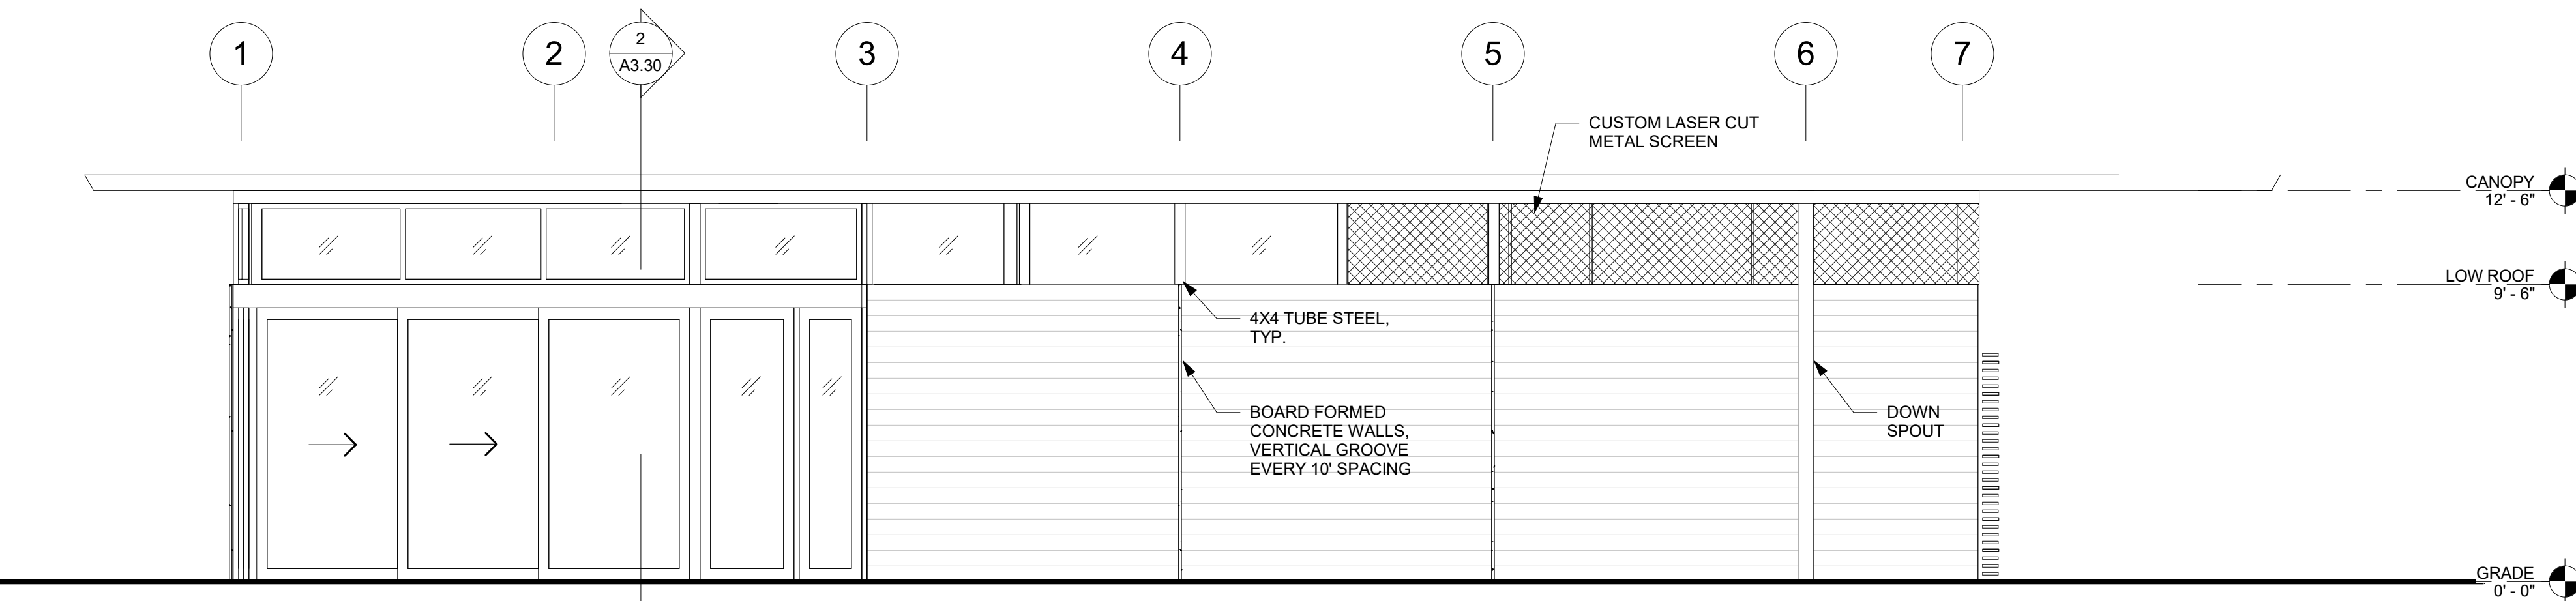 1
2
2
A3.30
3
4
5
6
7
CUSTOM LASER CUT
METAL SCREEN
CANOPY
12' - 6"
LOW ROOF
9' - 6"
4X4 TUBE STEEL,
TYP.
BOARD FORMED
CONCRETE WALLS,
VERTICAL GROOVE
EVERY 10' SPACING
DOWN
SPOUT
GRADE
0' - 0"